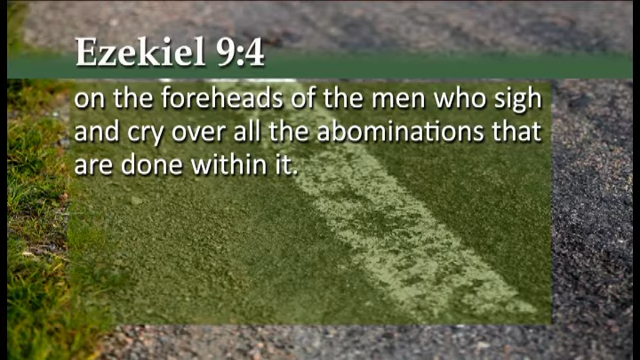 Ezekiel 9:4
on the foreheads of the men who sigh
and cry over all the abominations that
are done within it.